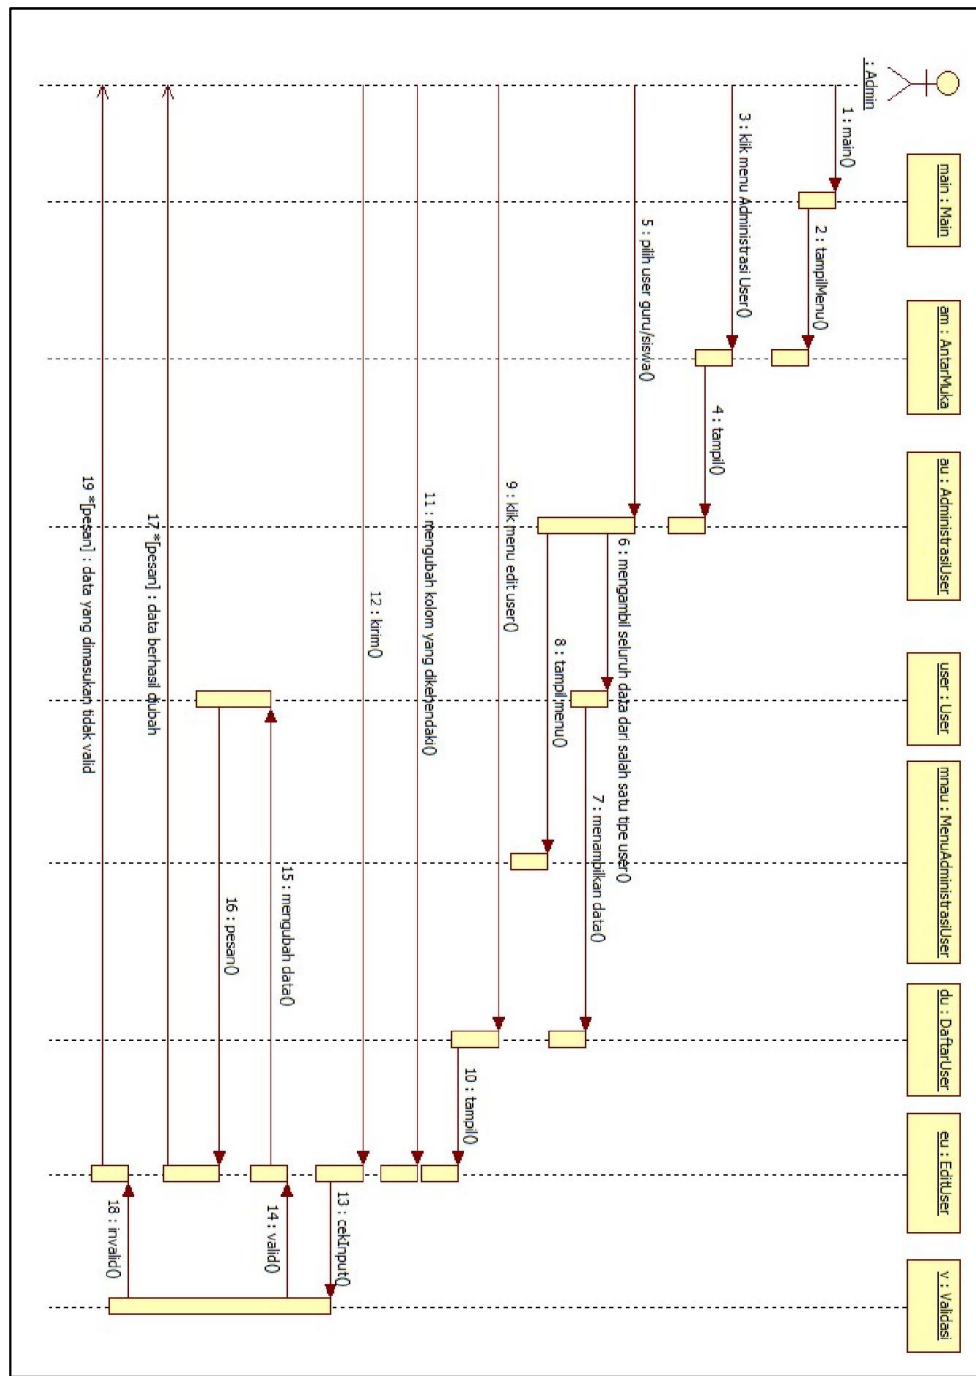 : Admin
main : Main
am : AntarMuka
au : AdministrasiUser
user : User
mnau : MenuAdministrasiUser
du : DaftarUser
eu : EditUser
v : Validasi
1 : main()
2 : tampilMenu()
3 : klik menu Administrasi User()
4 : tampil()
5 : pilih user guru/siswa()
6 : mengambil seluruh data dari salah satu tipe user()
7 : menampilkan data()
8 : tampil menu()
9 : klik menu edit user()
10 : tampil()
11 : mengubah kolom yang dikehendaki()
12 : kirim()
13 : cekInput()
14 : valid()
15 : mengubah data()
16 : pesan()
17 *[pesan] : data berhasil diubah
18 : invalid()
19 *[pesan] : data yang dimasukan tidak valid